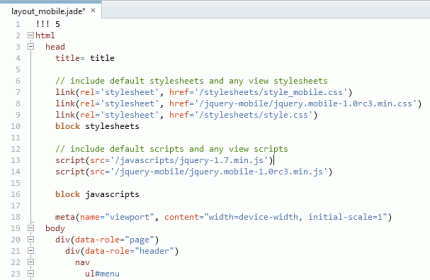 layout_mobile.jade* ×
1 !!! 5
2 html
3 head
4 title= title
5
6 // include default stylesheets and any view stylesheets
7 link(rel='stylesheet', href='/stylesheets/style_mobile.css')
8 link(rel='stylesheet', href='/jquery-mobile/jquery.mobile-1.0rc3.min.css')
9 link(rel='stylesheet', href='/stylesheets/style.css')
10 block stylesheets
11
12 // include default scripts and any view scripts
13 script(src='/javascripts/jquery-1.7.min.js')
14 script(src='/jquery-mobile/jquery.mobile-1.0rc3.min.js')
15
16 block javascripts
17
18 meta(name="viewport", content="width=device-width, initial-scale=1")
19 body
20 div(data-role="page")
21 div(data-role="header")
22 nav
23 ul#menu